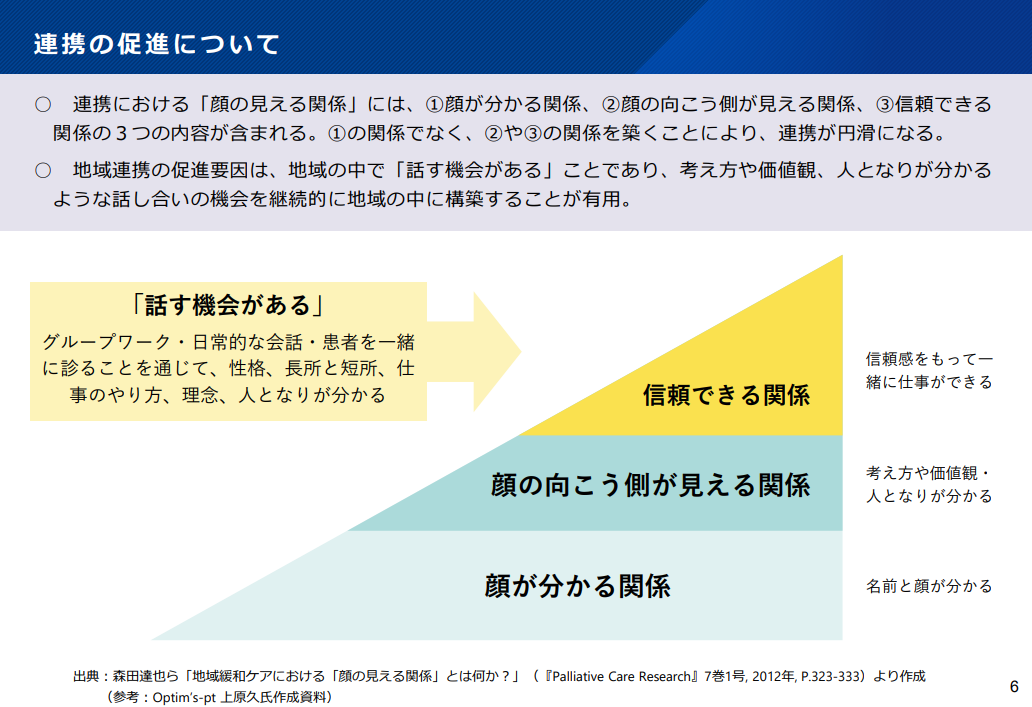 連携の促進について
○　連携における「顔の見える関係」には、①顔が分かる関係、②顔の向こう側が見える関係、③信頼できる
関係の３つの内容が含まれる。①の関係でなく、②や③の関係を築くことにより、連携が円滑になる。
○　地域連携の促進要因は、地域の中で「話す機会がある」ことであり、考え方や価値観、人となりが分かる
ような話し合いの機会を継続的に地域の中に構築することが有用。
「話す機会がある」
グループワーク・日常的な会話・患者を一緒
に診ることを通じて、性格、長所と短所、仕
事のやり方、理念、人となりが分かる
信頼できる関係
信頼感をもって一
緒に仕事ができる
顔の向こう側が見える関係
考え方や価値観・
人となりが分かる
顔が分かる関係
名前と顔が分かる
出典：森田達也ら「地域緩和ケアにおける「顔の見える関係」とは何か？」（『Palliative Care Research』7巻1号, 2012年, P.323-333）より作成
（参考：Optim's-pt 上原久氏作成資料）
6